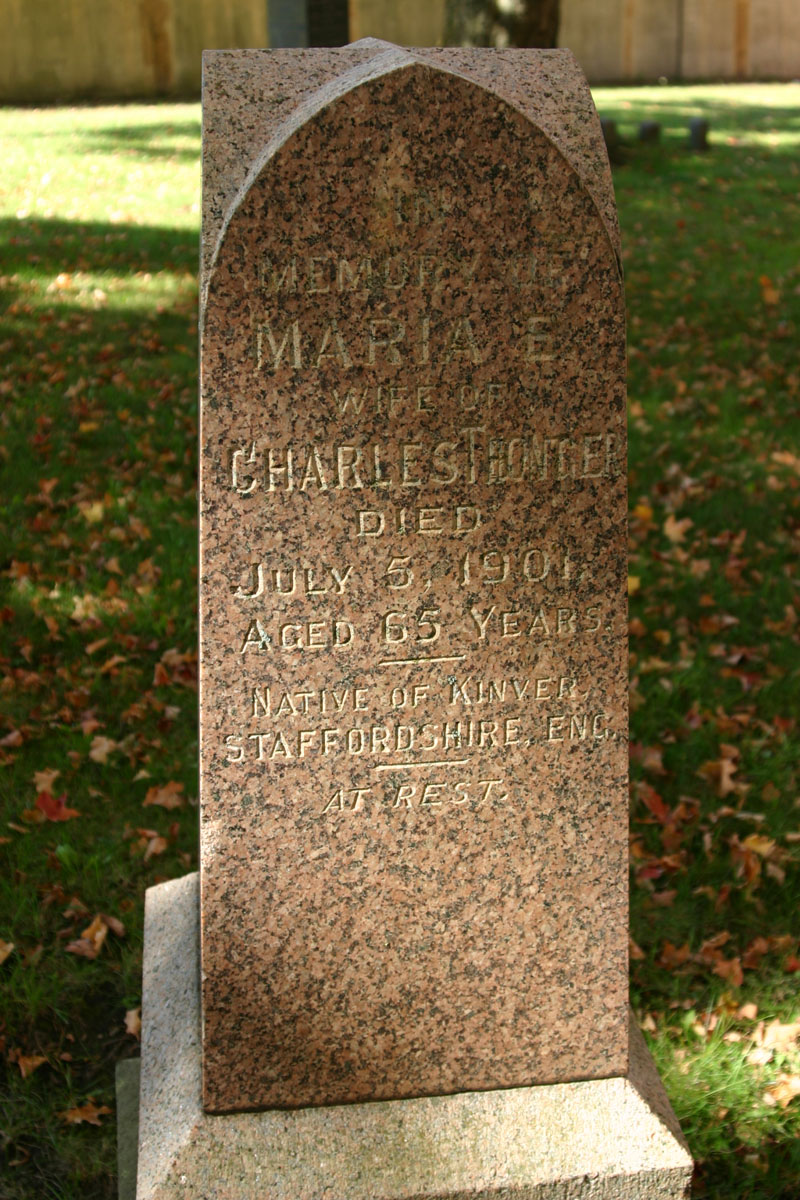 IN
MEMORY OF
MARIA E
WIFE OF
CHARLES THONGER
DIED
JULY 5, 1901.
AGED 65 YEARS.
NATIVE OF KINVER,
STAFFORDSHIRE, ENG.
AT REST.